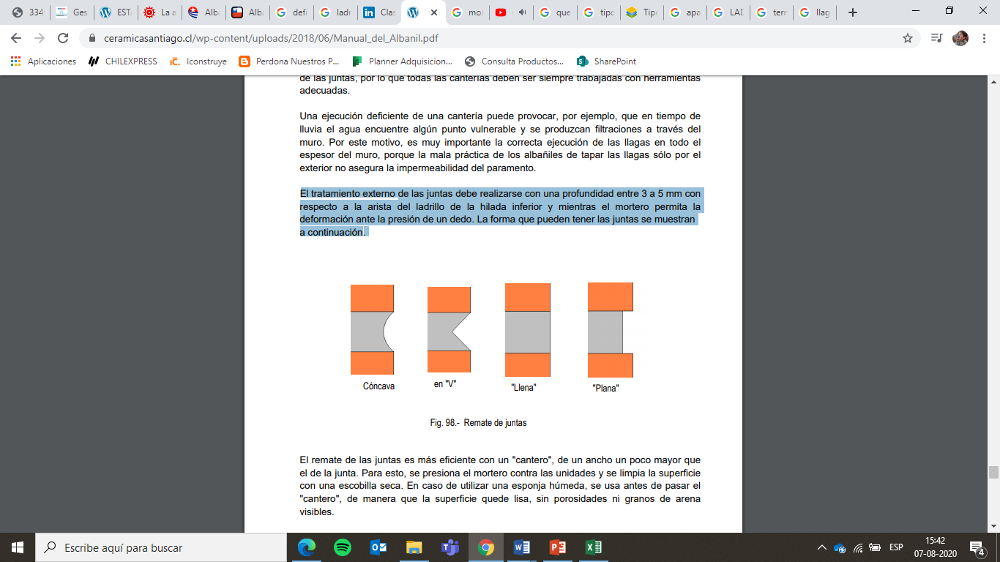 334
Ges
ESTA
La a
Alba
Alba
defi
ladr
Clas
mor
que
tipo
Tipo
apa
LAD
terr
llag
ceramicasantiago.cl/wp-content/uploads/2018/06/Manual_del_Albanil.pdf
Aplicaciones
CHILEXPRESS
Iconstruye
Perdona Nuestros P...
Planner Adquisicion...
Consulta Productos...
SharePoint
de las juntas, por lo que todas las canterías deben ser siempre trabajadas con herramientas
adecuadas.
Una ejecución deficiente de una cantería puede provocar, por ejemplo, que en tiempo de
lluvia el agua encuentre algún punto vulnerable y se produzcan filtraciones a través del
muro. Por este motivo, es muy importante la correcta ejecución de las llagas en todo el
espesor del muro, porque la mala práctica de los albañiles de tapar las llagas sólo por el
exterior no asegura la impermeabilidad del paramento.
El tratamiento externo de las juntas debe realizarse con una profundidad entre 3 a 5 mm con
respecto a la arista del ladrillo de la hilada inferior y mientras el mortero permita la
deformación ante la presión de un dedo. La forma que pueden tener las juntas se muestran
a continuación.
Cóncava
en "V"
"Llena"
"Plana"
Fig. 98.- Remate de juntas
El remate de las juntas es más eficiente con un "cantero", de un ancho un poco mayor que
el de la junta. Para esto, se presiona el mortero contra las unidades y se limpia la superficie
con una escobilla seca. En caso de utilizar una esponja húmeda, se usa antes de pasar el
"cantero", de manera que la superficie quede lisa, sin porosidades ni granos de arena
visibles.
Escribe aquí para buscar
ESP
15:42
07-08-2020
4